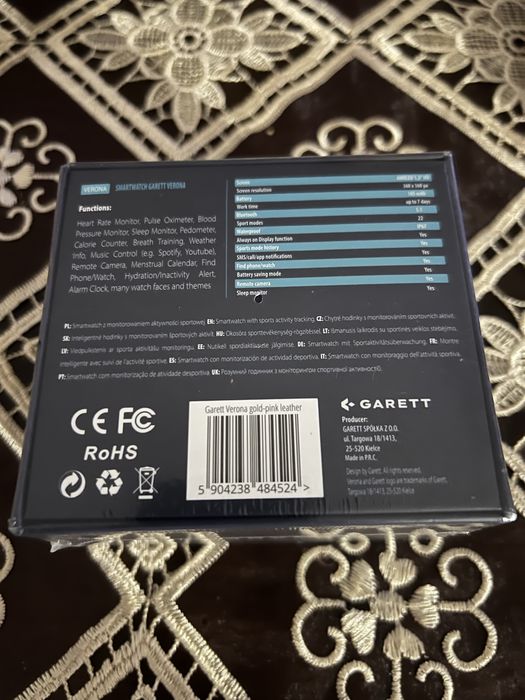 VERONA SMARTWATCH GARETT VERONA
Functions:
Heart Rate Monitor, Pulse Oximeter, Blood
Pressure Monitor, Sleep Monitor, Pedometer,
Calorie Counter, Breath Training, Weather
Info, Music Control (e.g. Spotify, Youtube),
Remote Camera, Menstrual Calendar, Find
Phone/Watch, Hydration/Inactivity Alert,
Alarm Clock, many watch faces and themes
Screen AMOLED 1,3" HD
Screen resolution 360 x 360 px
Battery 145 mAh
Work time up to 7 days
Bluetooth 5.1
Sport modes 22
Waterproof IP67
Always on Display function Yes
Sports mode history Yes
SMS/call/app notifications Yes
Find phone/watch Yes
Battery saving mode Yes
Remote camera Yes
Sleep monitor Yes
PL: Smartwatch z monitorowaniem aktywności sportowej. EN: Smartwatch with sports activity tracking. CZ: Chytré hodinky s monitorováním sportovních aktivit.
SK: Inteligentné hodinky s monitorovaním športových aktivít. HU: Okosóra sporttevékenység-rögzítéssel. LT: Išmanusis laikrodis su sportinės veiklos stebėjimo.
LV: Viedpulkstenis ar sporta aktivitāšu monitoringu. EE: Nutikell spordiaktiivsuse jälgimise. DE: Smartwatch mit Sportaktivitätsüberwachung. FR: Montre
intelligente avec suivi de l'activité sportive. ES: Smartwatch con monitorización de actividad deportiva. IT: Smartwatch con monitoraggio dell'attività sportiva.
PT: Smartwatch com monitorização de atividade desportiva. UK: Розумний годинник з моніторингом спортивної активності.
CE FC
RoHS
Garett Verona gold-pink leather
5 904238 484524 >
GARETT
Producer:
GARETT SPÓŁKA Z O.O.
ul. Targowa 18/1413,
25-520 Kielce
Made in P.R.C.
Design by Garett. All rights reserved.
Verona and Garett logo are trademarks of Garett.
Targowa 18/1413, 25-520 Kielce